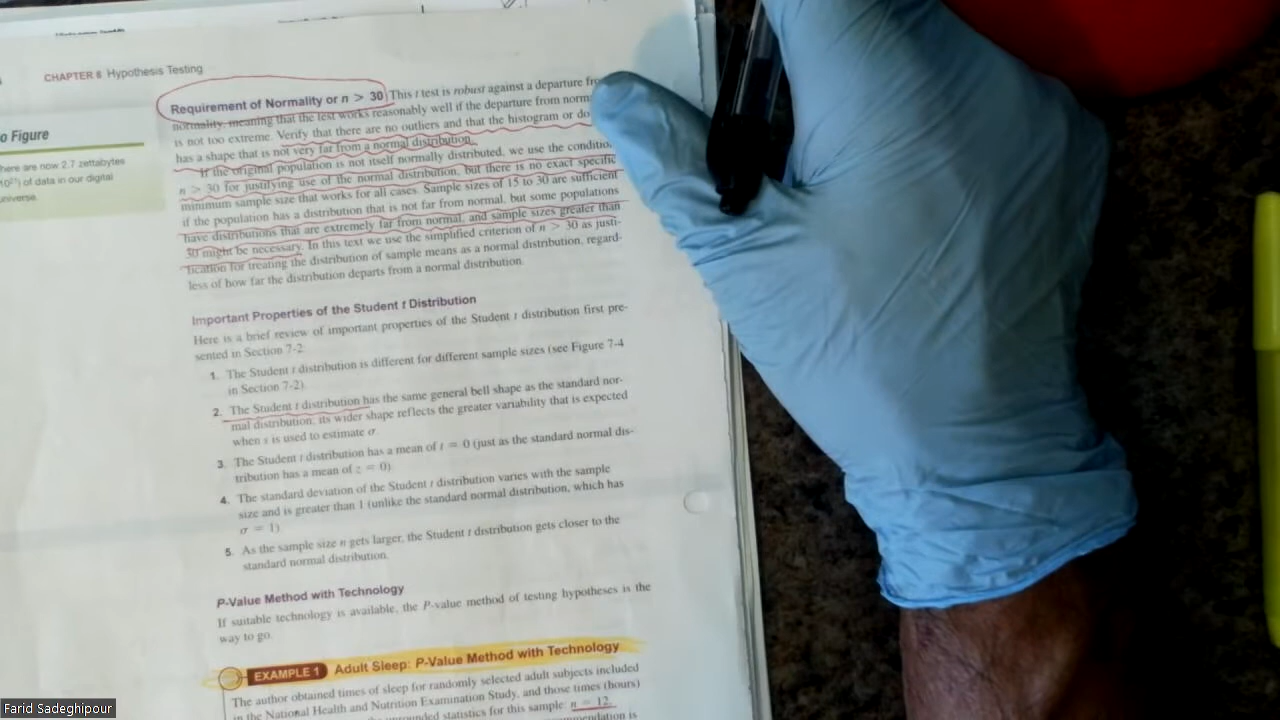 CHAPTER 8 Hypothesis Testing
o Figure
here are now 2.7 zettabytes
of data in our digital
universe.
Requirement of Normality or n > 30 This t test is robust against a departure
normality, meaning that the test works reasonably well if the departure from
is not too extreme. Verify that there are no outliers and that the histogram or
has a shape that is not very far from a normal distribution.
If the original population is not itself normally distributed, we use the
n > 30 for justifying use of the normal distribution, but there is no exact specific
minimum sample size that works for all cases. Sample sizes of 15 to 30 are sufficient
if the population has a distribution that is not far from normal, but some populations
have distributions that are extremely far from normal, and sample sizes greater than
30 might be necessary. In this text we use the simplified criterion of n > 30 as justi-
fication for treating the distribution of sample means as a normal distribution, regard-
less of how far the distribution departs from a normal distribution.
Important Properties of the Student t Distribution
Here is a brief review of important properties of the Student t distribution first pre-
sented in Section 7-2:
1. The Student t distribution is different for different sample sizes (see Figure 7-4
in Section 7-2).
2. The Student t distribution has the same general bell shape as the standard nor-
mal distribution; its wider shape reflects the greater variability that is expected
when s is used to estimate σ.
3. The Student t distribution has a mean of t = 0 (just as the standard normal dis-
tribution has a mean of z = 0).
4. The standard deviation of the Student t distribution varies with the sample
size and is greater than 1 (unlike the standard normal distribution, which has
σ = 1).
5. As the sample size n gets larger, the Student t distribution gets closer to the
standard normal distribution.
P-Value Method with Technology
If suitable technology is available, the P-value method of testing hypotheses is the
way to go.
EXAMPLE 1 Adult Sleep: P-Value Method with Technology
The author obtained times of sleep for randomly selected adult subjects included
in the National Health and Nutrition Examination Study, and those times (hours)
unrounded statistics for this sample: n = 12,
Farid Sadeghipour